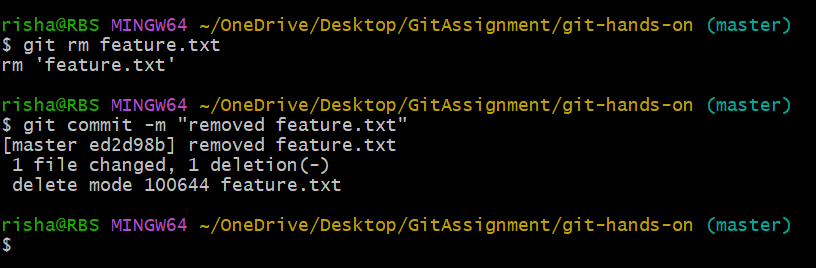 risha@RBS MINGW64 ~/OneDrive/Desktop/GitAssignment/git-hands-on (master)
$ git rm feature.txt
rm 'feature.txt'
risha@RBS MINGW64 ~/OneDrive/Desktop/GitAssignment/git-hands-on (master)
$ git commit -m "removed feature.txt"
[master ed2d98b] removed feature.txt
 1 file changed, 1 deletion(-)
 delete mode 100644 feature.txt
risha@RBS MINGW64 ~/OneDrive/Desktop/GitAssignment/git-hands-on (master)
$